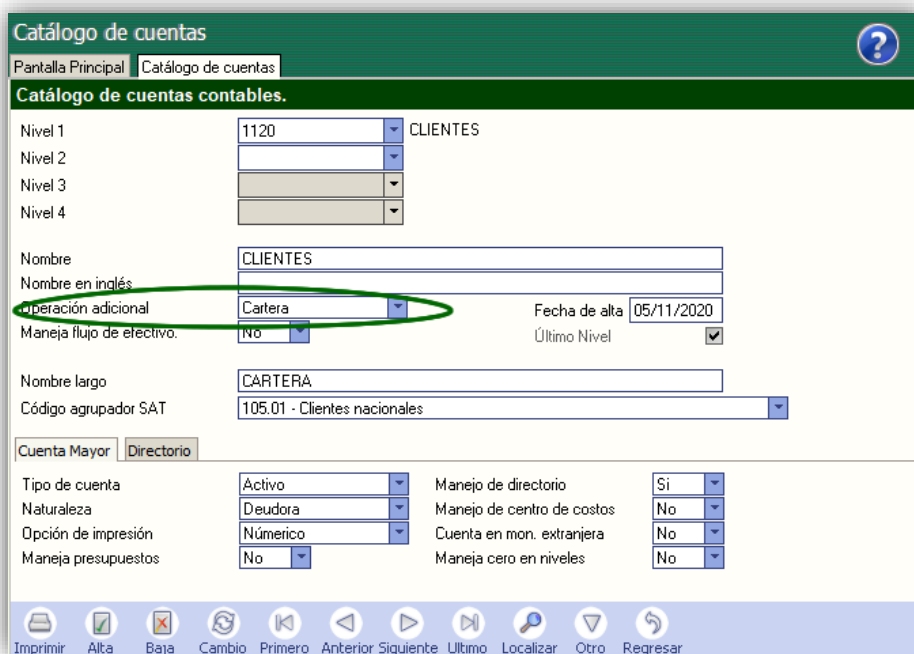 Catálogo de cuentas
?
Pantalla Principal Catálogo de cuentas
Catálogo de cuentas contables.
Nivel 1 1120 CLIENTES
Nivel 2
Nivel 3
Nivel 4
Nombre CLIENTES
Nombre en inglés
Operación adicional Cartera Fecha de alta 05/11/2020
Maneja flujo de efectivo. No Último Nivel
Nombre largo CARTERA
Código agrupador SAT 105.01 - Clientes nacionales
Cuenta Mayor Directorio
Tipo de cuenta Activo Manejo de directorio Si
Naturaleza Deudora Manejo de centro de costos No
Opción de impresión Númerico Cuenta en mon. extranjera No
Maneja presupuestos No Maneja cero en niveles No
Imprimir Alta Baja Cambio Primero Anterior Siguiente Ultimo Localizar Otro Regresar